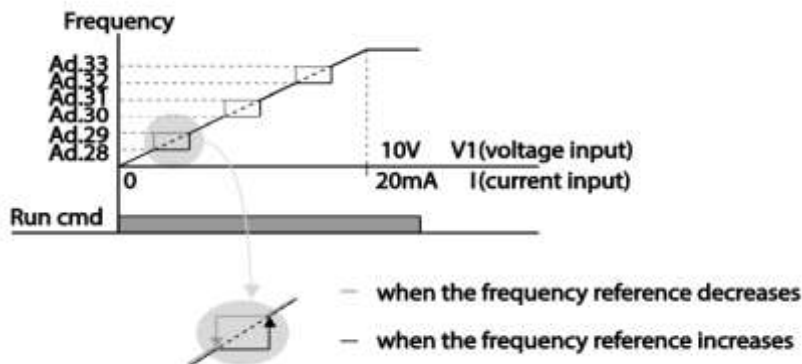 Frequency
Ad.33
Ad.32
Ad.31
Ad.30
Ad.29
Ad.28
10V V1(voltage input)
0 20mA I(current input)
Run cmd
when the frequency reference decreases
when the frequency reference increases